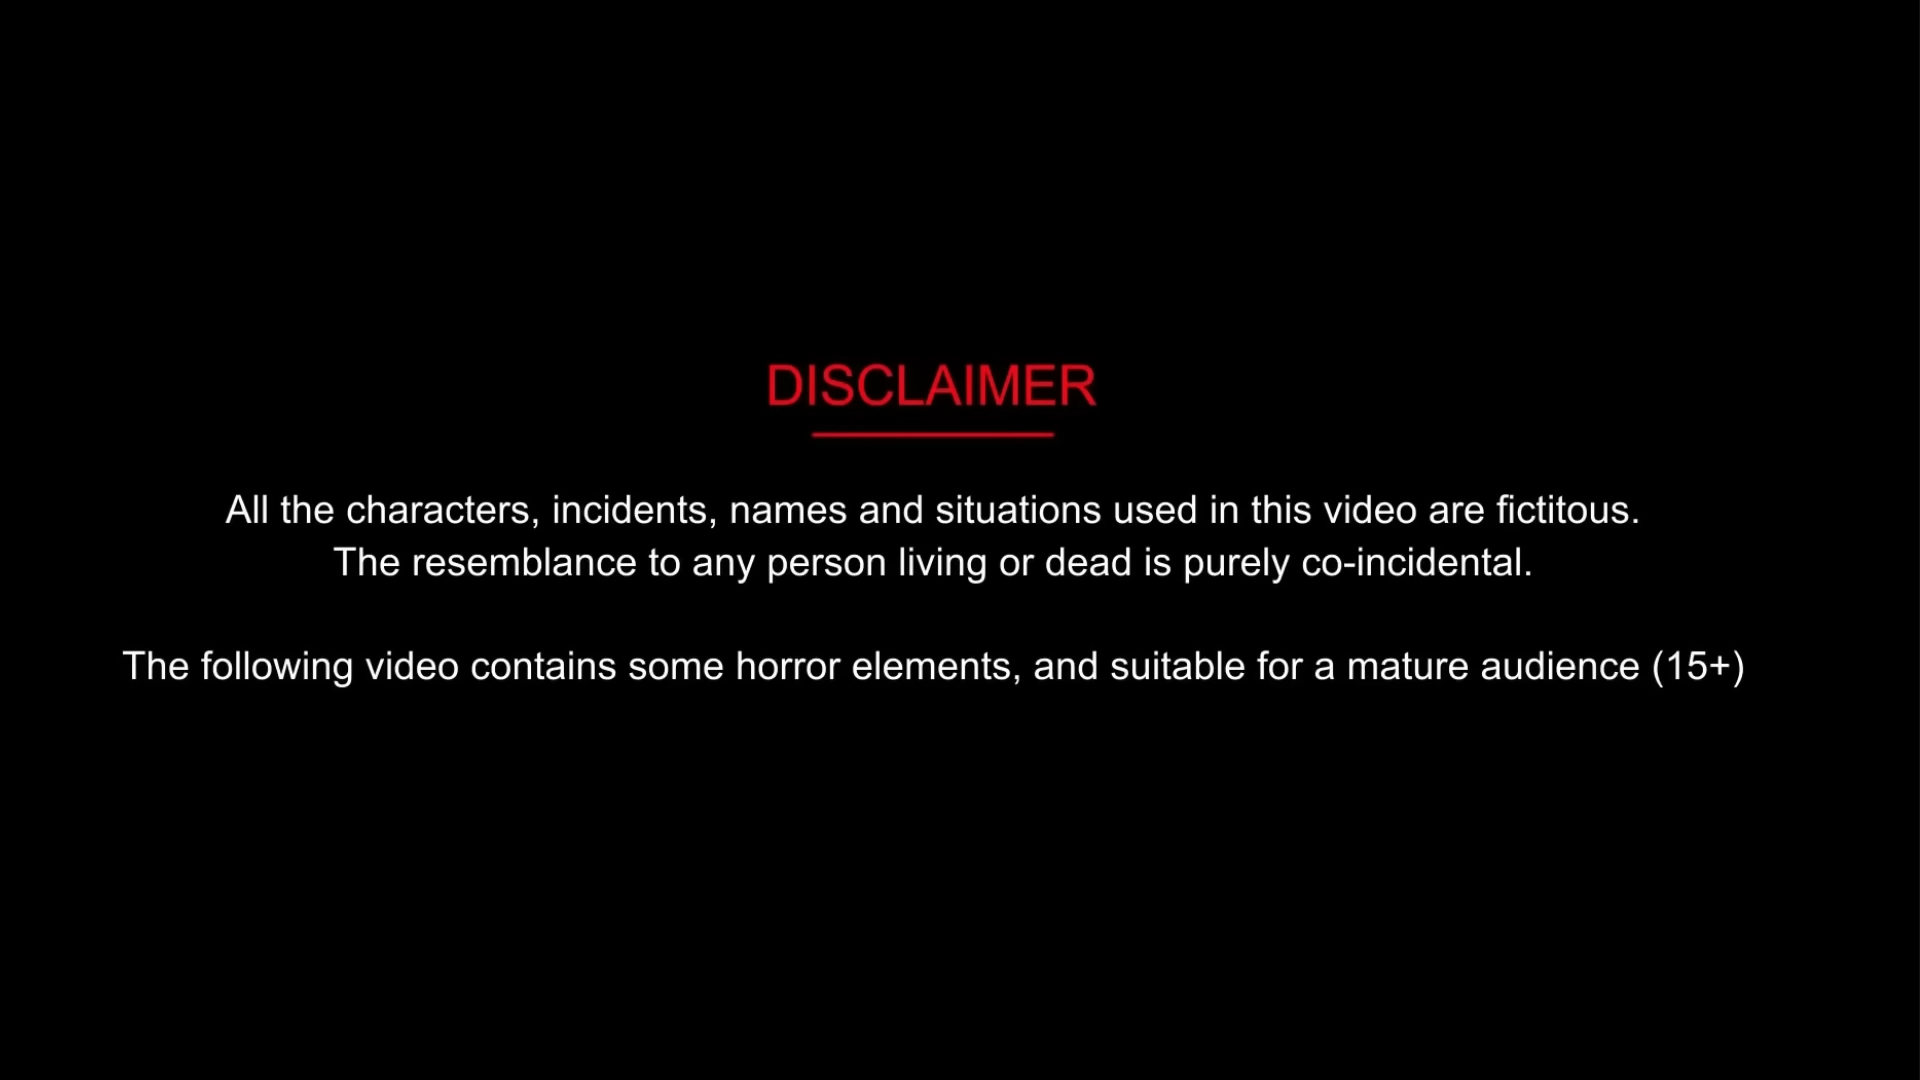 DISCLAIMER
All the characters, incidents, names and situations used in this video are fictitous.
The resemblance to any person living or dead is purely co-incidental.
The following video contains some horror elements, and suitable for a mature audience (15+)